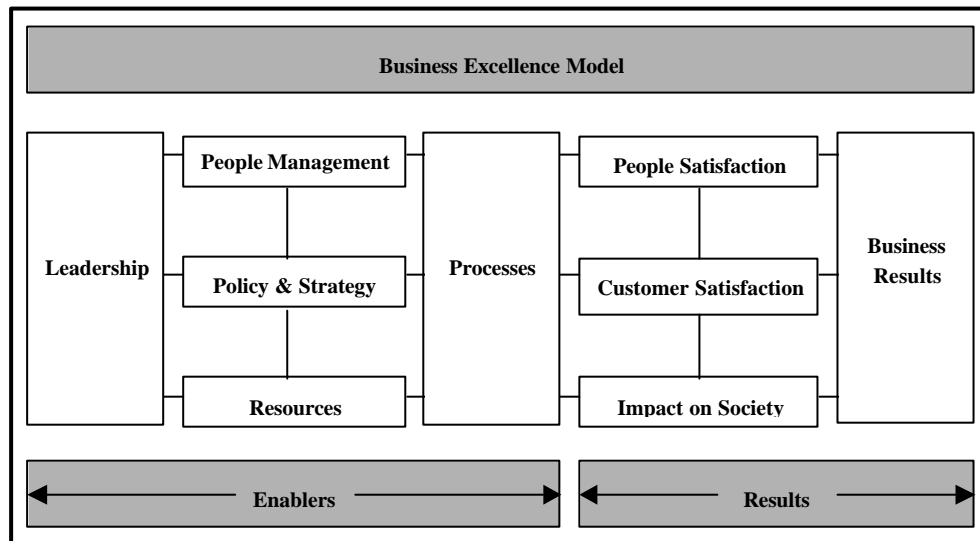 Business Excellence Model
People Management
People Satisfaction
Leadership
Policy & Strategy
Processes
Customer Satisfaction
Business
Results
Resources
Impact on Society
Enablers
Results